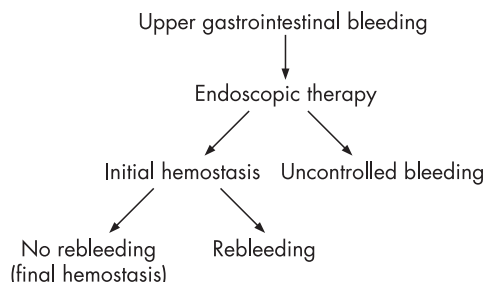 Upper gastrointestinal bleeding
Endoscopic therapy
Initial hemostasis
Uncontrolled bleeding
No rebleeding
(final hemostasis)
Rebleeding